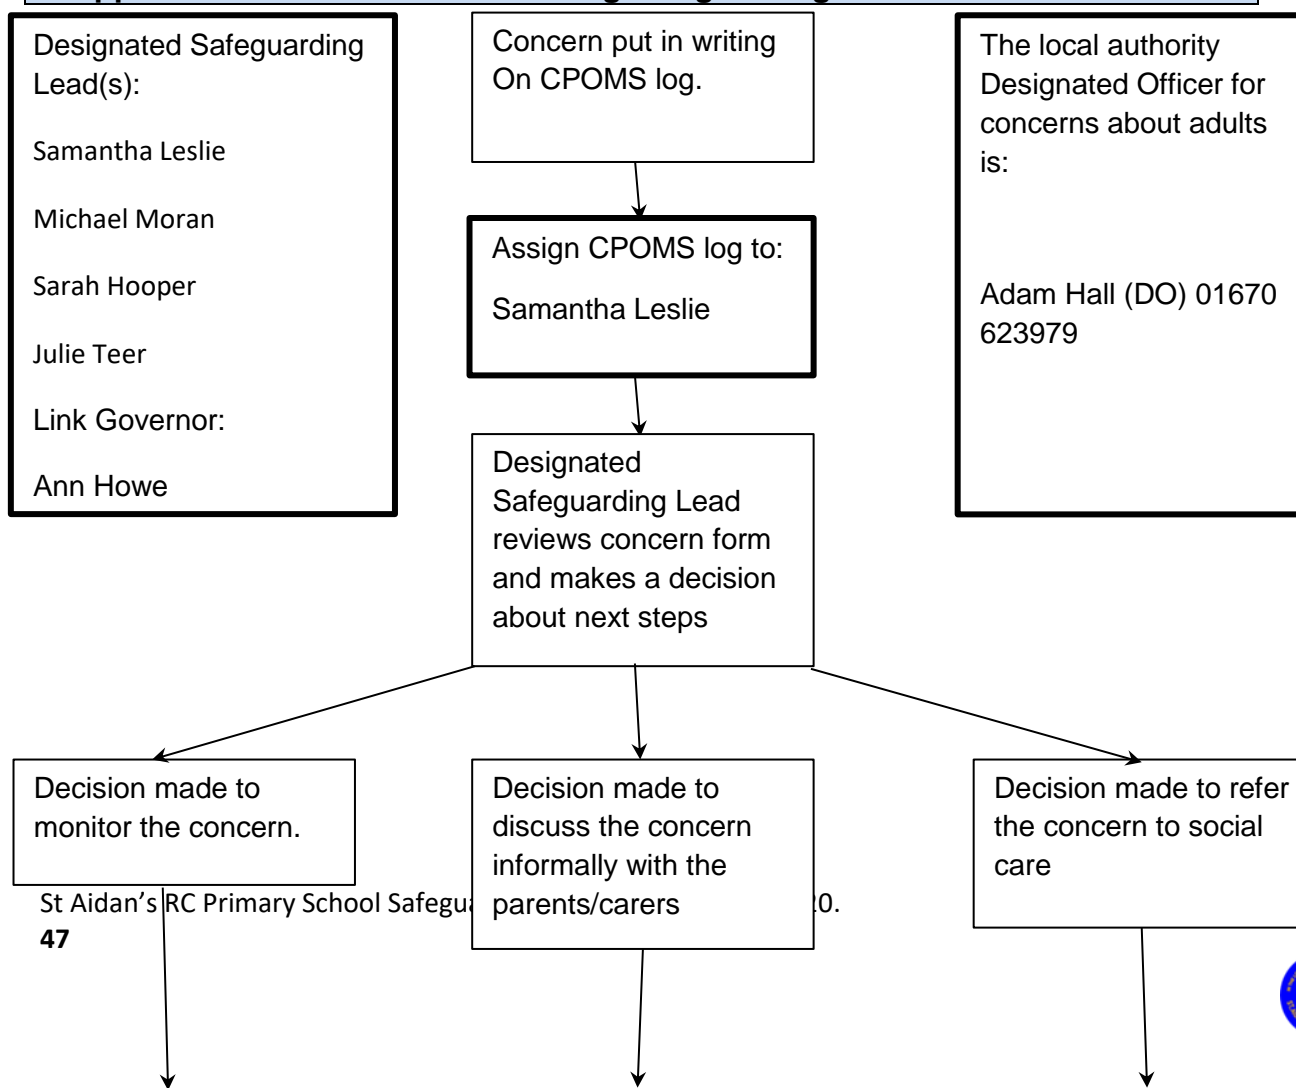 Designated Safeguarding
Lead(s):
Samantha Leslie
Michael Moran
Sarah Hooper
Julie Teer
Link Governor:
Ann Howe
Concern put in writing
On CPOMS log.
Assign CPOMS log to:
Samantha Leslie
Designated
Safeguarding Lead
reviews concern form
and makes a decision
about next steps
The local authority
Designated Officer for
concerns about adults
is:
Adam Hall (DO) 01670
623979
Decision made to
monitor the concern.
Decision made to
discuss the concern
informally with the
parents/carers
Decision made to refer
the concern to social
care
St Aidan's RC Primary School
47